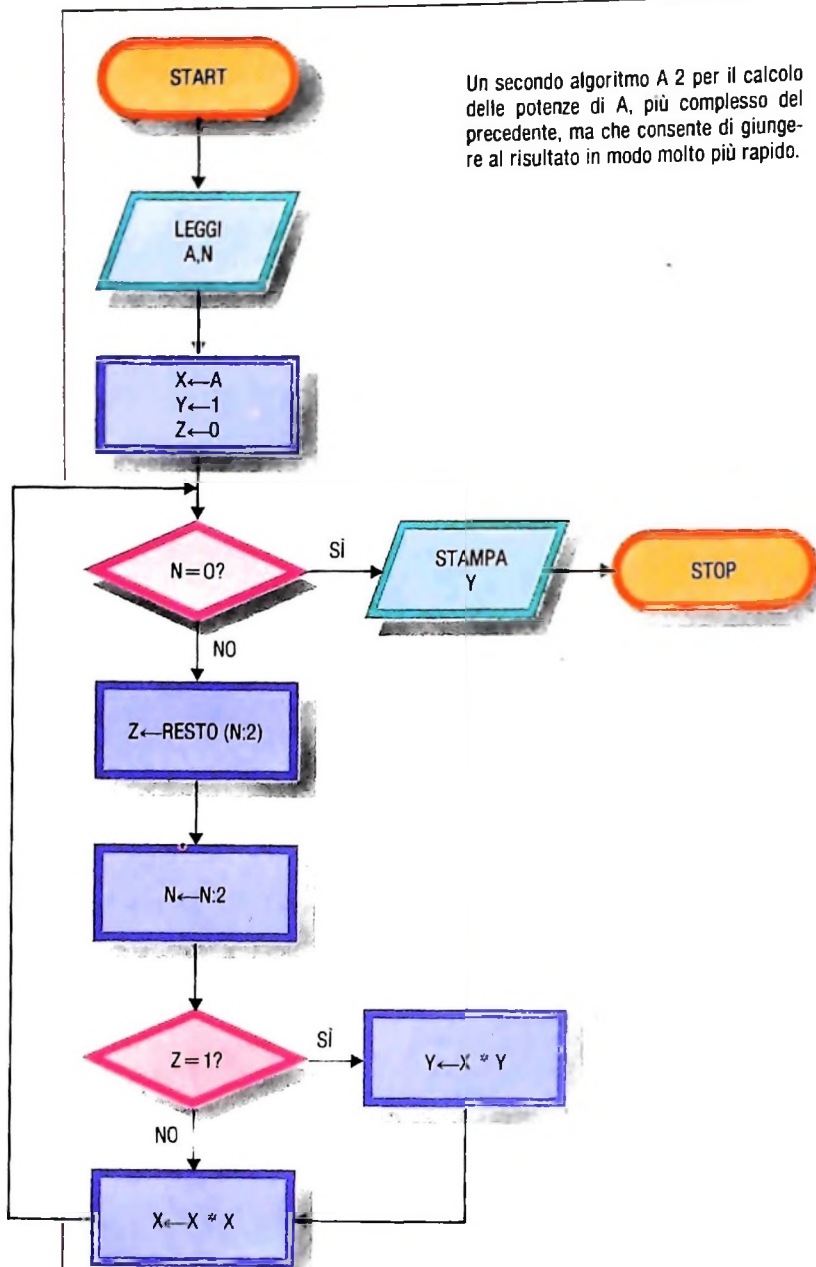 START
Un secondo algoritmo A 2 per il calcolo
delle potenze di A, più complesso del
precedente, ma che consente di giunge-
re al risultato in modo molto più rapido.
LEGGI
A,N
X←A
Y←1
Z←0
N=0?
SÌ
STAMPA
Y
STOP
NO
Z←RESTO (N:2)
N←N:2
Z=1?
SÌ
Y←X * Y
NO
X←X * X